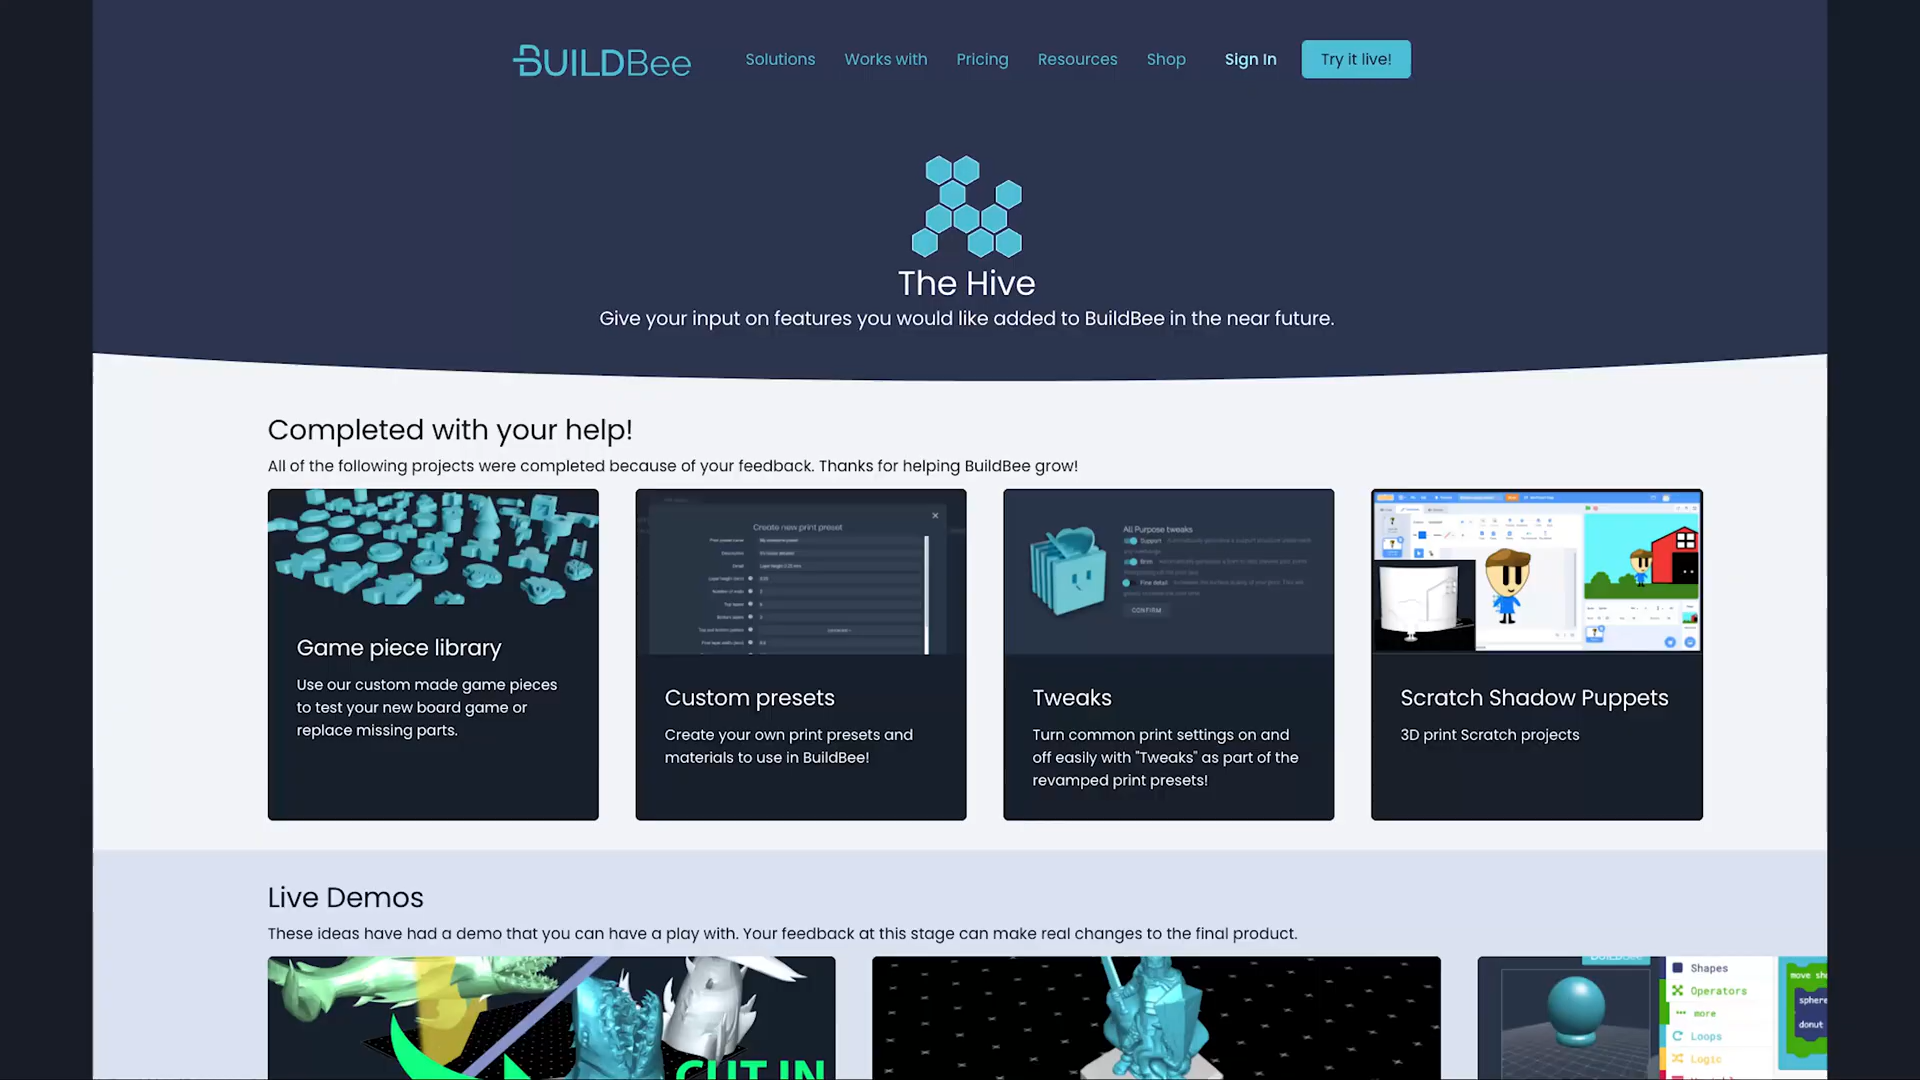 BUILDBee
Solutions
Works with
Pricing
Resources
Shop
Sign In
Try it live!
The Hive
Give your input on features you would like added to BuildBee in the near future.
Completed with your help!
All of the following projects were completed because of your feedback. Thanks for helping BuildBee grow!
Game piece library
Use our custom made game pieces
to test your new board game or
replace missing parts.
Create new print preset
Custom presets
Create your own print presets and
materials to use in BuildBee!
All Purpose tweaks
Support
Brim
Fine detail
CONFIRM
Tweaks
Turn common print settings on and
off easily with "Tweaks" as part of the
revamped print presets!
Scratch Shadow Puppets
3D print Scratch projects
Live Demos
These ideas have had a demo that you can have a play with. Your feedback at this stage can make real changes to the final product.
CUT IN
Shapes
Operators
more
Loops
Logic
move
sphere
donut